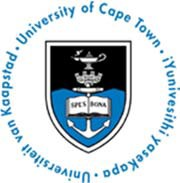 University of Cape Town · iYunivesithi yaseKapa · Universiteit van Kaapstad ·
SPES BONA